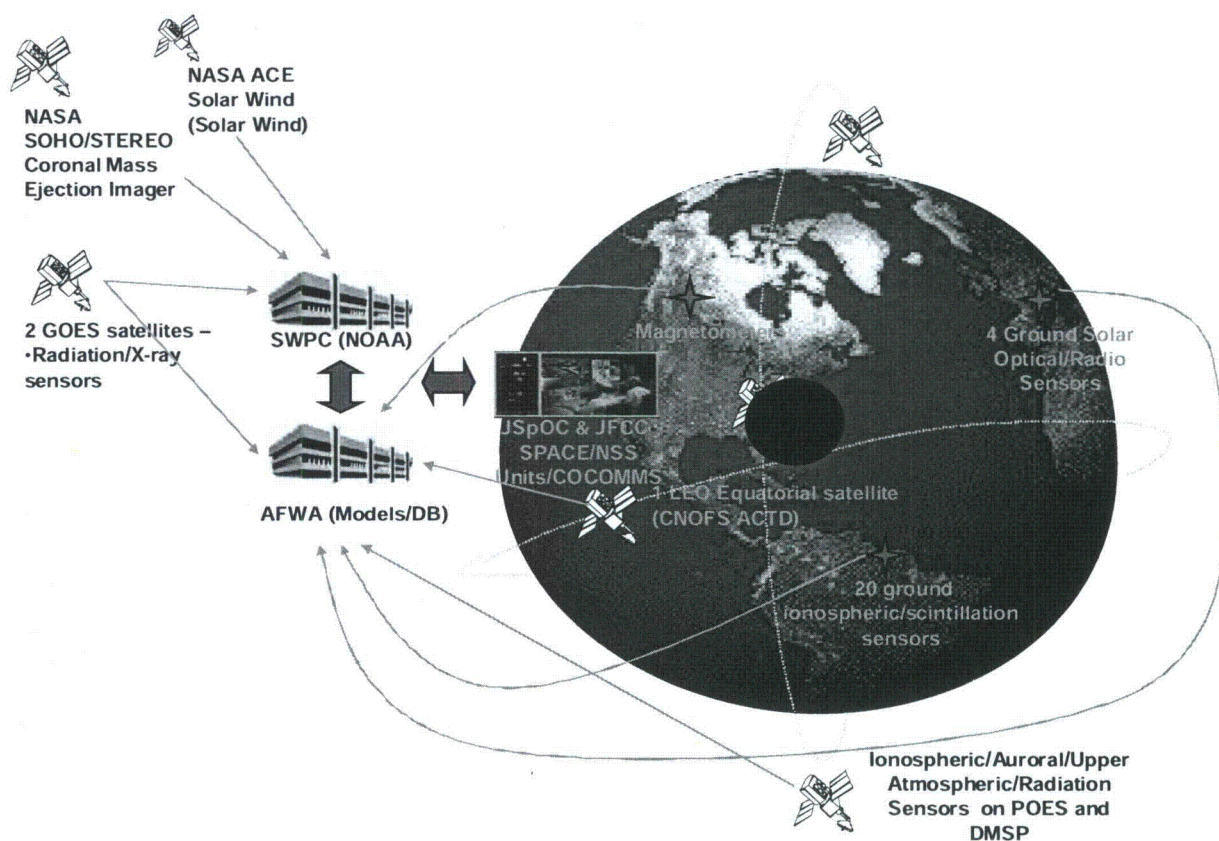 NASA ACE
Solar Wind
(Solar Wind)
NASA
SOHO/STEREO
Coronal Mass
Ejection Imager
2 GOES satellites –
•Radiation/X-ray
sensors
SWPC (NOAA)
AFWA (Models/DB)
Magnetometers
4 Ground Solar
Optical/Radio
Sensors
JSpOC & JFCC
SPACE/NSS
Units/COCOMMS
1 LEO Equatorial satellite
(CNOFS ACTD)
20 ground
ionospheric/scintillation
sensors
Ionospheric/Auroral/Upper
Atmospheric/Radiation
Sensors on POES and
DMSP